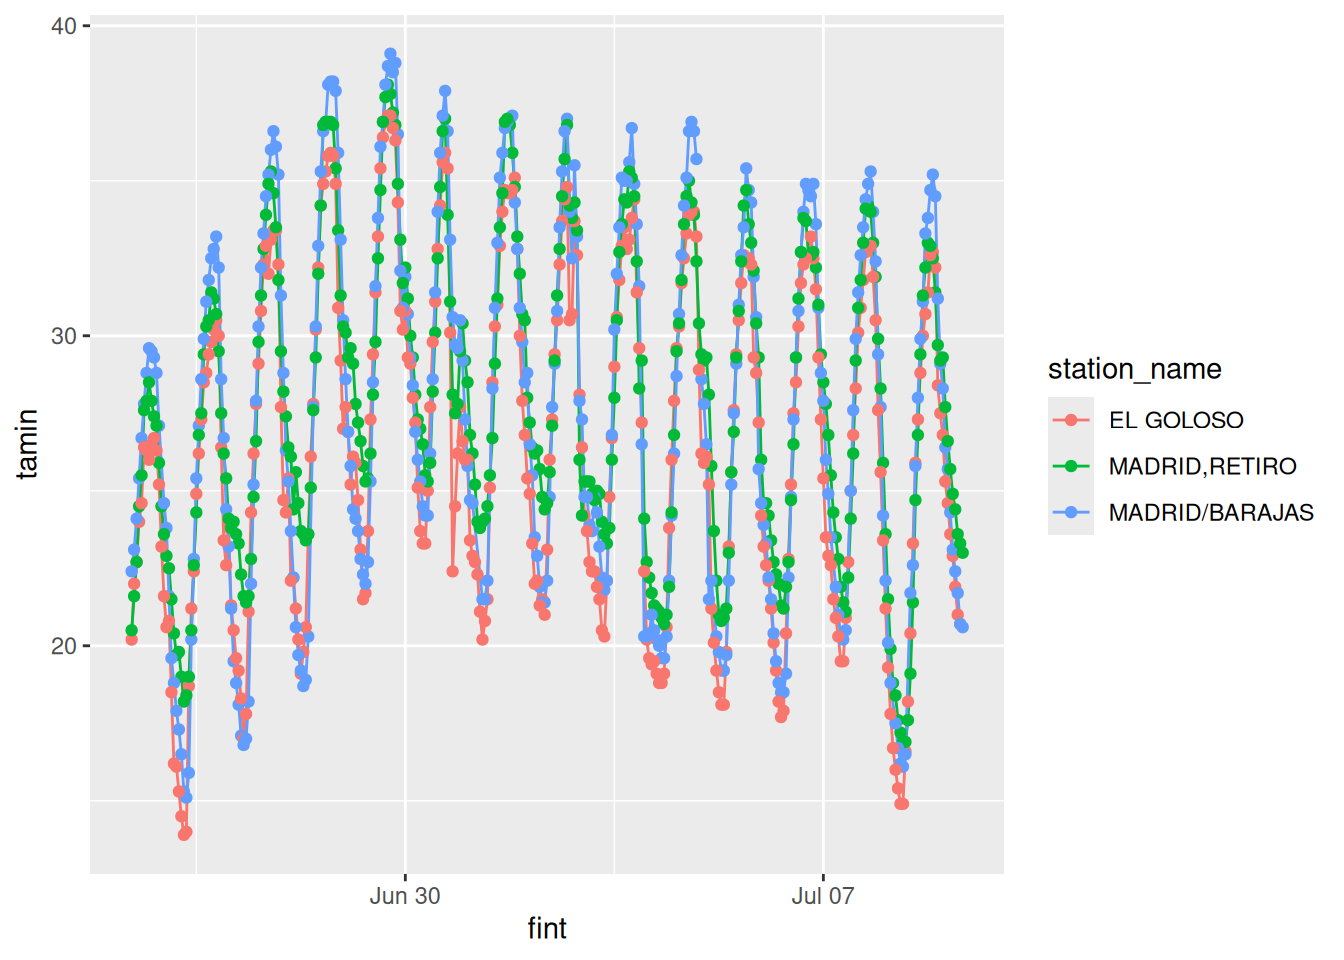 40
30
20
tamin
Jun 30
Jul 07
fint
station_name
EL GOLOSO
MADRID,RETIRO
MADRID/BARAJAS